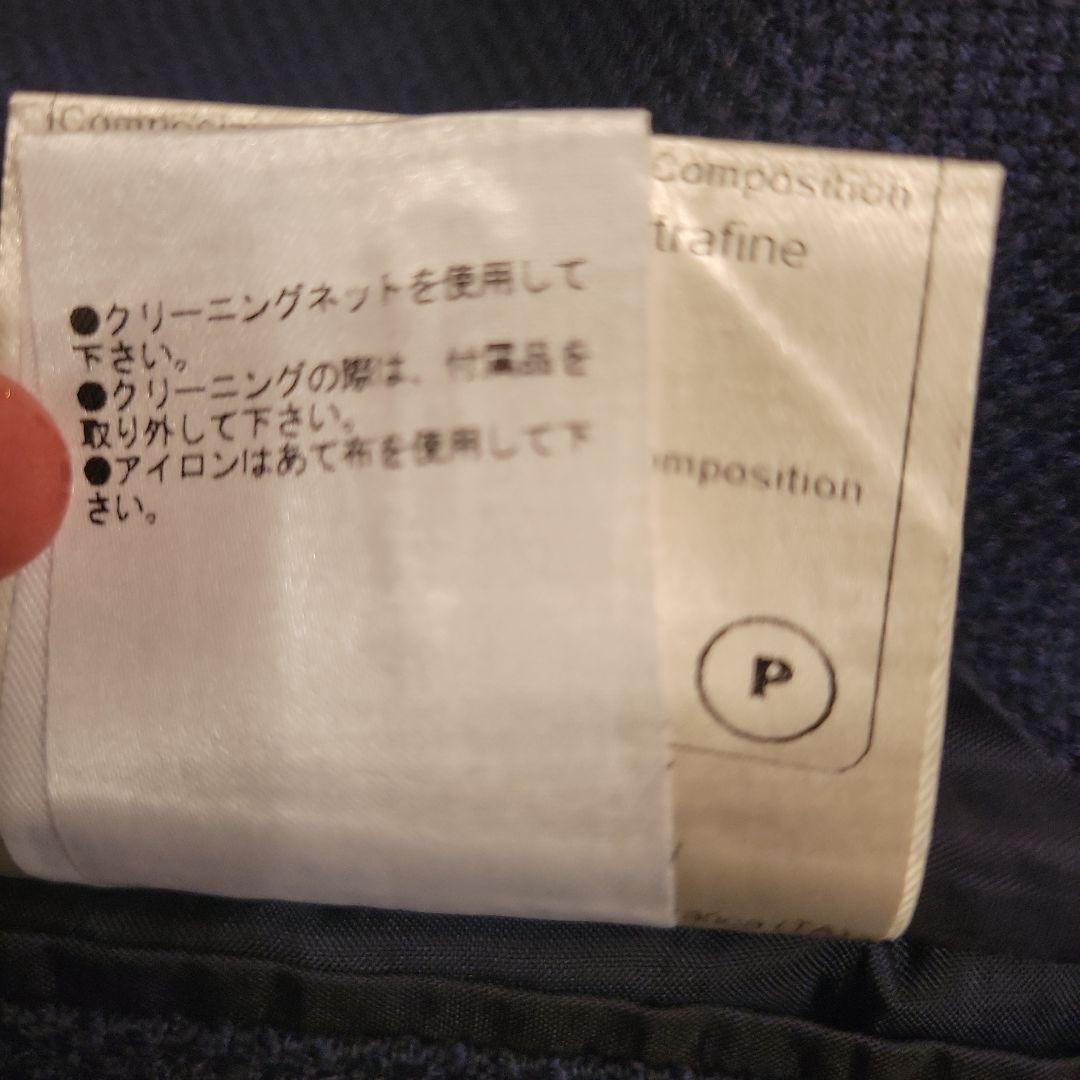 Composition
trafine
●クリーニングネットを使用して
下さい。
●クリーニングの際は、付属品を
取り外して下さい。
●アイロンはあて布を使用して下
さい。
mposition
P